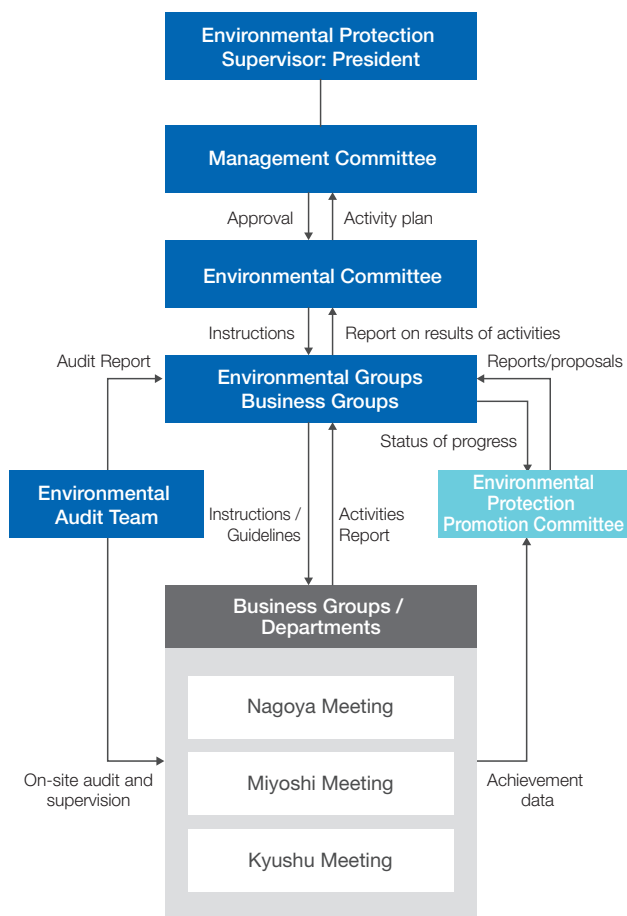 Environmental Protection
Supervisor: President
Management Committee
Approval
Activity plan
Environmental Committee
Instructions
Report on results of activities
Audit Report
Reports/proposals
Environmental Groups
Business Groups
Status of progress
Environmental
Audit Team
Instructions /
Guidelines
Activities
Report
Environmental
Protection
Promotion Committee
Business Groups /
Departments
Nagoya Meeting
Miyoshi Meeting
Kyushu Meeting
On-site audit and
supervision
Achievement
data